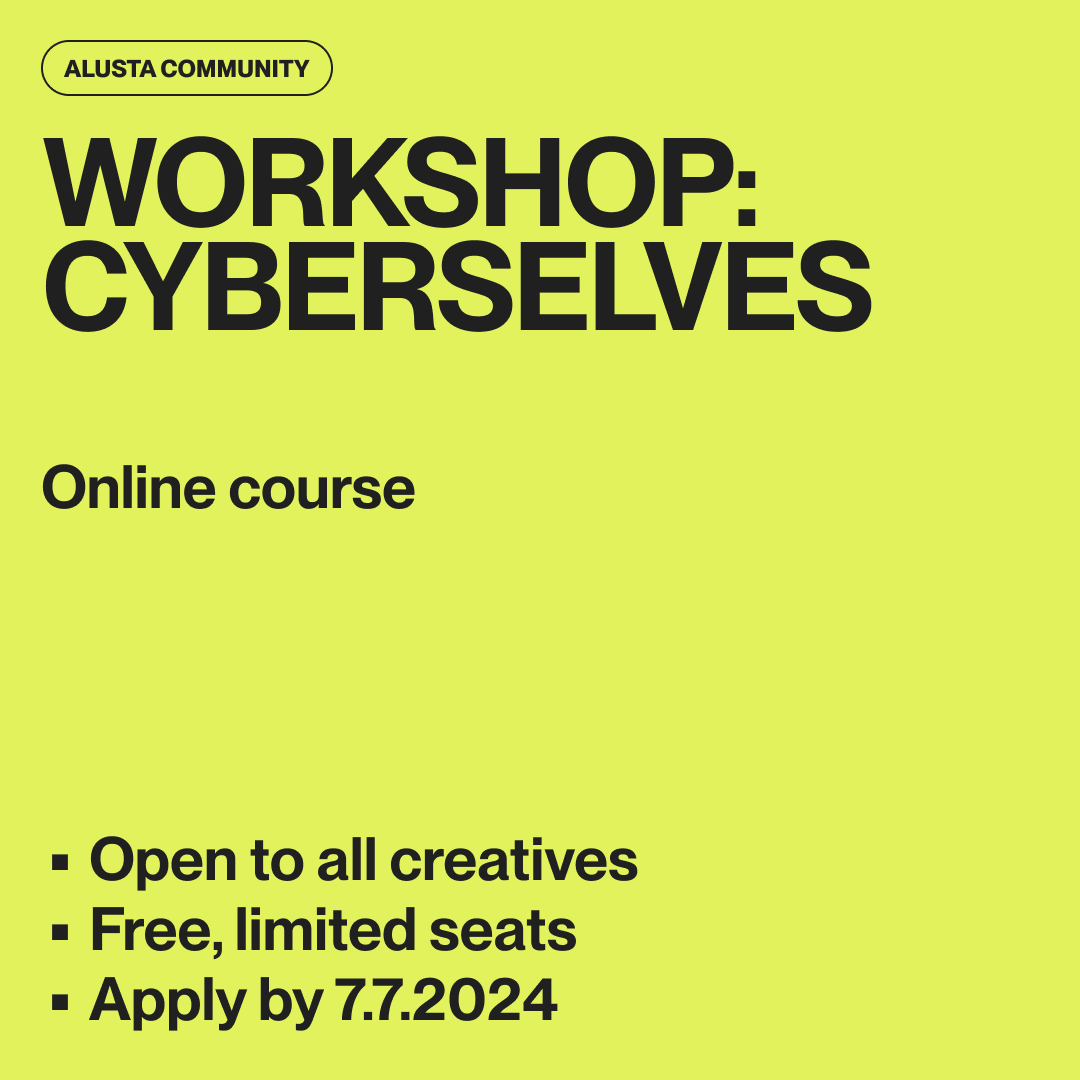 ALUSTA COMMUNITY
WORKSHOP:
CYBERSELVES
Online course
▪ Open to all creatives
▪ Free, limited seats
▪ Apply by 7.7.2024